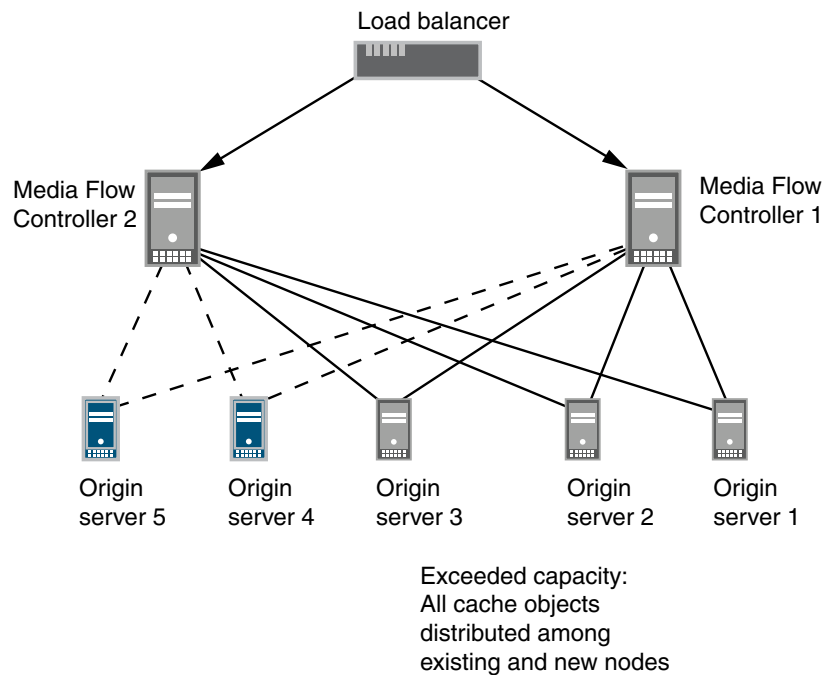 Load balancer
Media Flow
Controller 2
Media Flow
Controller 1
Origin
server 5
Origin
server 4
Origin
server 3
Origin
server 2
Origin
server 1
Exceeded capacity:
All cache objects
distributed among
existing and new nodes